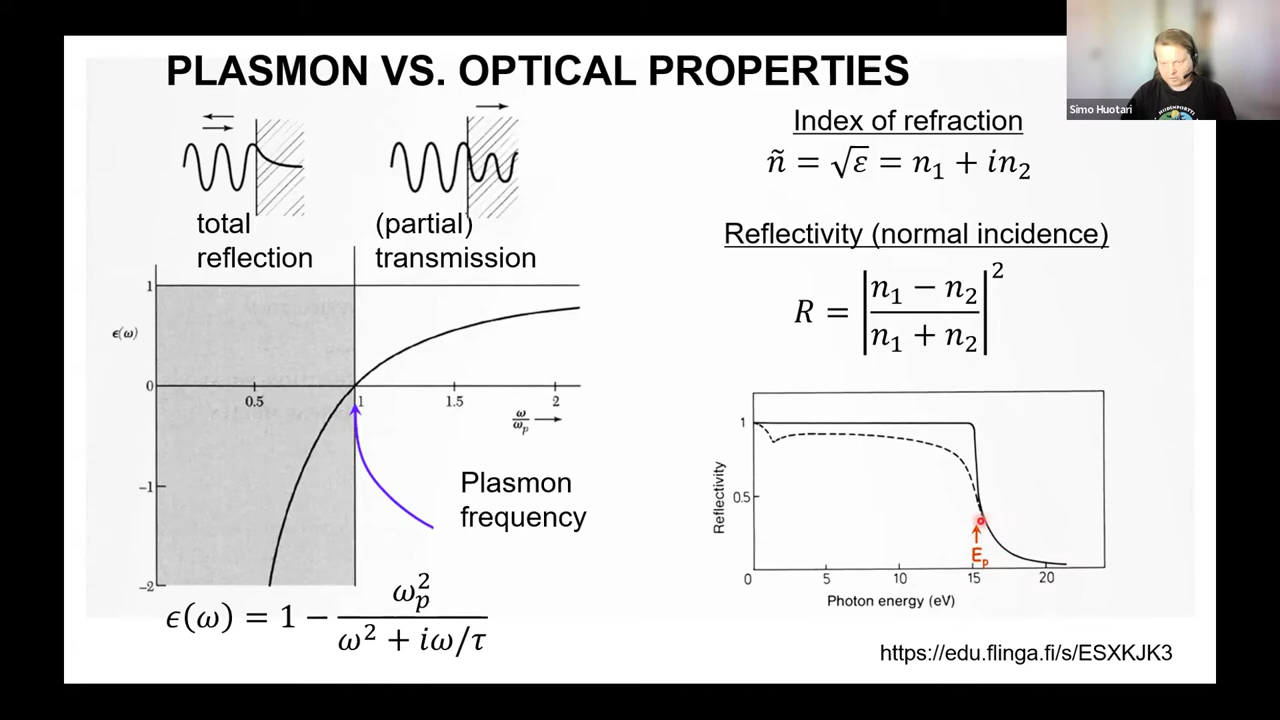 PLASMON VS. OPTICAL PROPERTIES
Simo Huotari
total
reflection
(partial)
transmission
Index of refraction
ñ = √ε = n₁ + in₂
Reflectivity (normal incidence)
R = |n₁ − n₂ / n₁ + n₂|²
1
ϵ(ω)
0
0.5
1
1.5
2
ω/ωₚ
−1
−2
Plasmon
frequency
ϵ(ω) = 1 − ωₚ² / ω² + iω/τ
Reflectivity
1
0.5
Eₚ
0
5
10
15
20
Photon energy (eV)
https://edu.flinga.fi/s/ESXKJK3